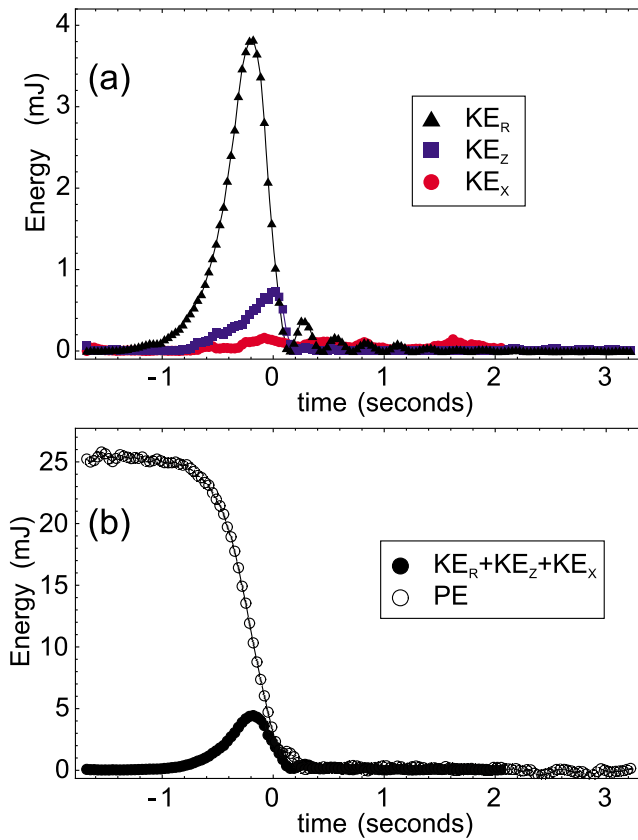 (a)
Energy (mJ)
4
3
2
1
0
KE_R
KE_Z
KE_X
-1 0 1 2 3
time (seconds)
(b)
Energy (mJ)
25
20
15
10
5
0
KE_R+KE_Z+KE_X
PE
-1 0 1 2 3
time (seconds)